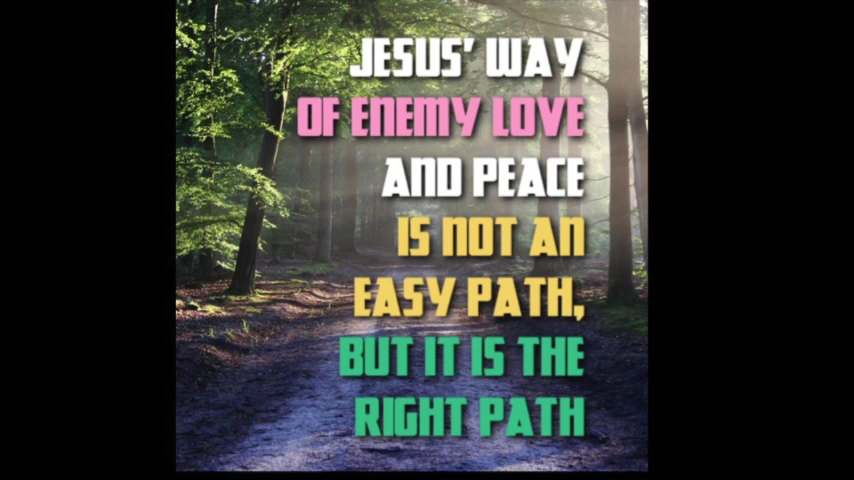 JESUS' WAY
OF ENEMY LOVE
AND PEACE
IS NOT AN
EASY PATH,
BUT IT IS THE
RIGHT PATH